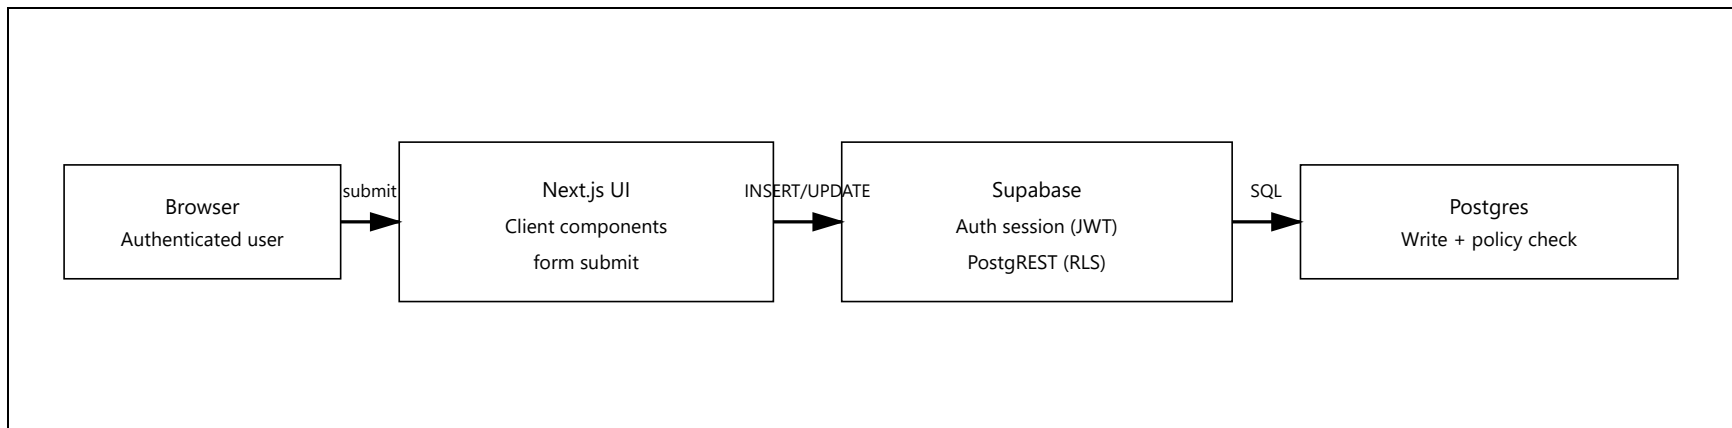 Browser
Authenticated user
submit
Next.js UI
Client components
form submit
INSERT/UPDATE
Supabase
Auth session (JWT)
PostgREST (RLS)
SQL
Postgres
Write + policy check